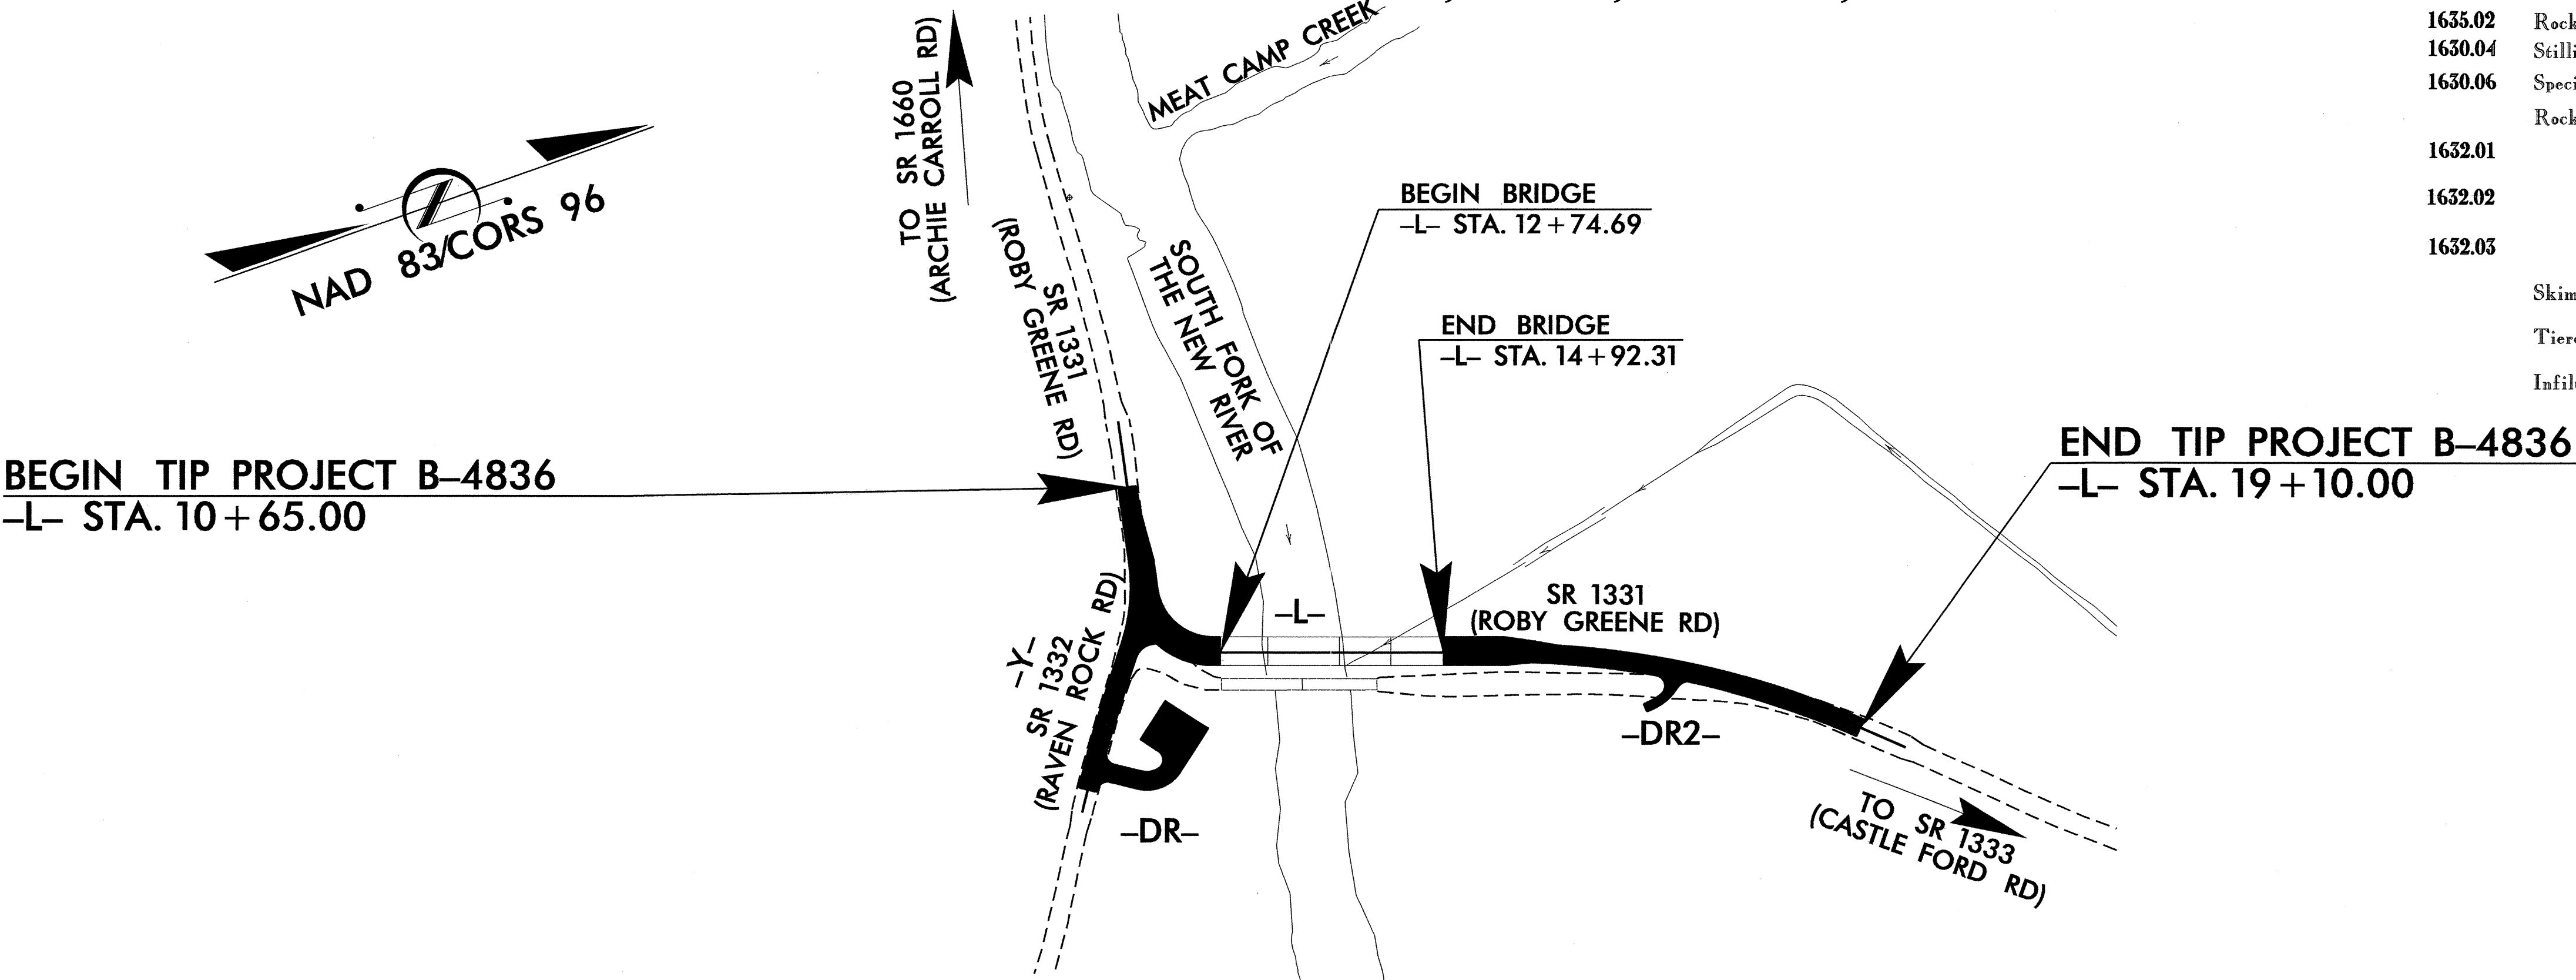 MEAT CAMP CREEK
1635.02 Rock
1630.04
1630.06
Rock
1632.01
1632.02
1632.03
TO SR 1660
(ARCHIE CARROLL RD)
NAD 83/CORS 96
BEGIN BRIDGE
–L– STA. 12+74.69
SR 1331
(ROBY GREENE RD)
SOUTH FORK OF
THE NEW RIVER
END BRIDGE
–L– STA. 14+92.31
BEGIN TIP PROJECT B–4836
–L– STA. 10+65.00
END TIP PROJECT B–4836
–L– STA. 19+10.00
–L–
SR 1331
(ROBY GREENE RD)
–Y–
SR 1332
(RAVEN ROCK RD)
–DR2–
–DR–
TO SR 1333
(CASTLE FORD RD)